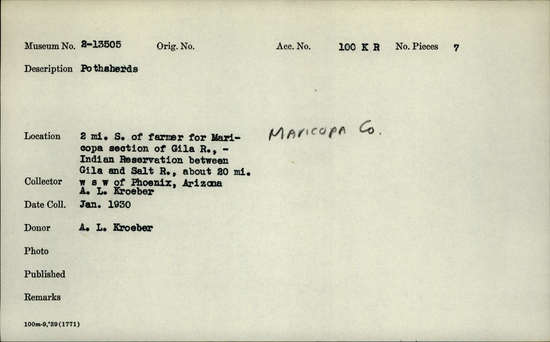 Museum No. 2-13505 Orig. No. Acc. No. 100 K R No. Pieces 7
Description Pothsherds
Location 2 mi. S. of farmer for Mari- Maricopa Co.
copa section of Gila R., -
Indian Reservation between
Gila and Salt R., about 20 mi.
w s w of Phoenix, Arizona
Collector A. L. Kroeber
Date Coll. Jan. 1930
Donor A. L. Kroeber
Photo
Published
Remarks
100m-9,'29(1771)